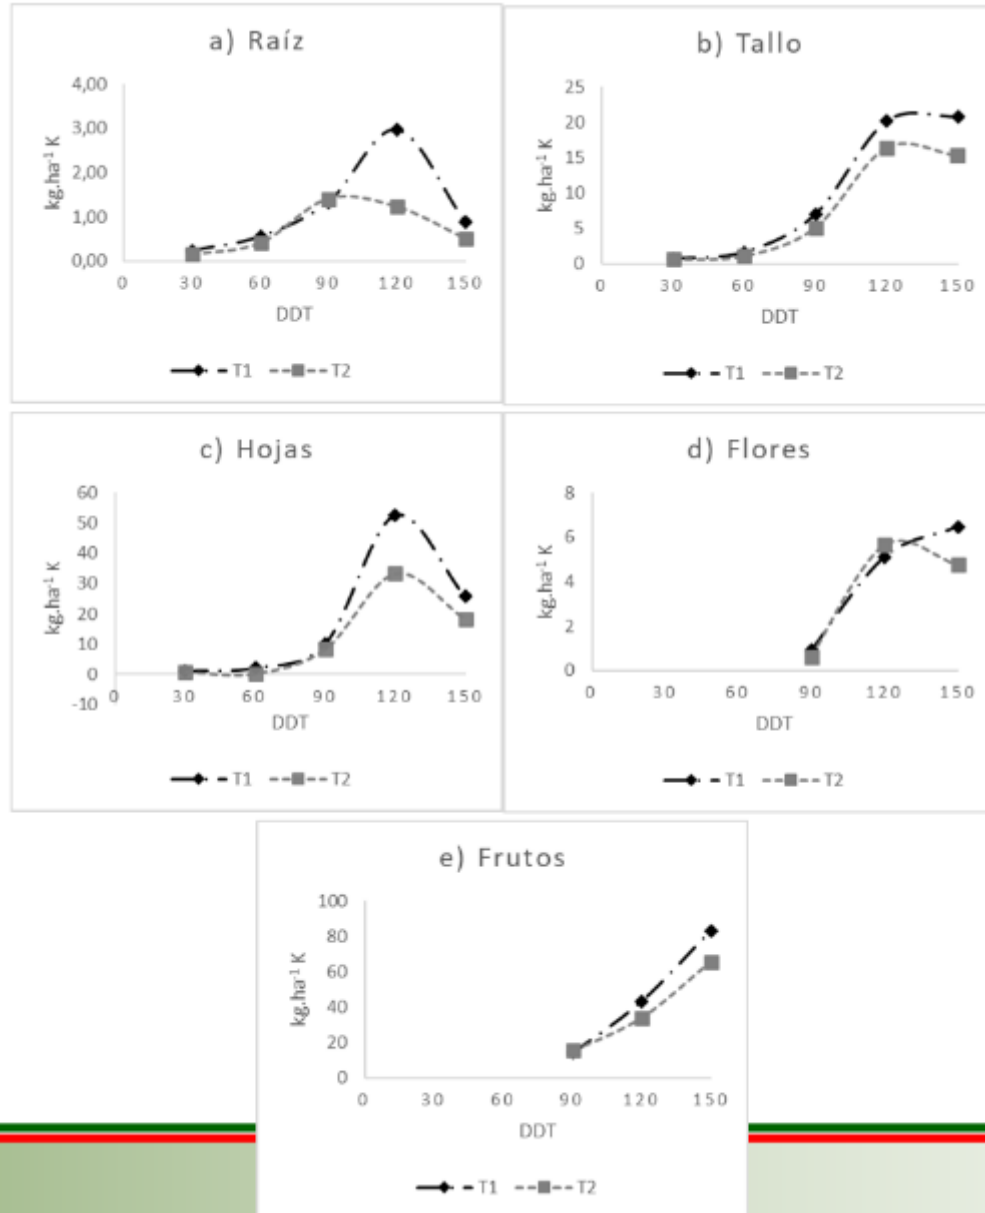 a) Raíz
4,00
3,00
2,00
1,00
0,00
kg.ha⁻¹ K
0 30 60 90 120 150
DDT
T1 T2
b) Tallo
25
20
15
10
5
0
kg.ha⁻¹ K
0 30 60 90 120 150
DDT
T1 T2
c) Hojas
60
50
40
30
20
10
0
-10
kg.ha⁻¹ K
0 30 60 90 120 150
DDT
T1 T2
d) Flores
8
6
4
2
0
kg.ha⁻¹ K
0 30 60 90 120 150
DDT
T1 T2
e) Frutos
100
80
60
40
20
0
kg.ha⁻¹ K
0 30 60 90 120 150
DDT
T1 T2